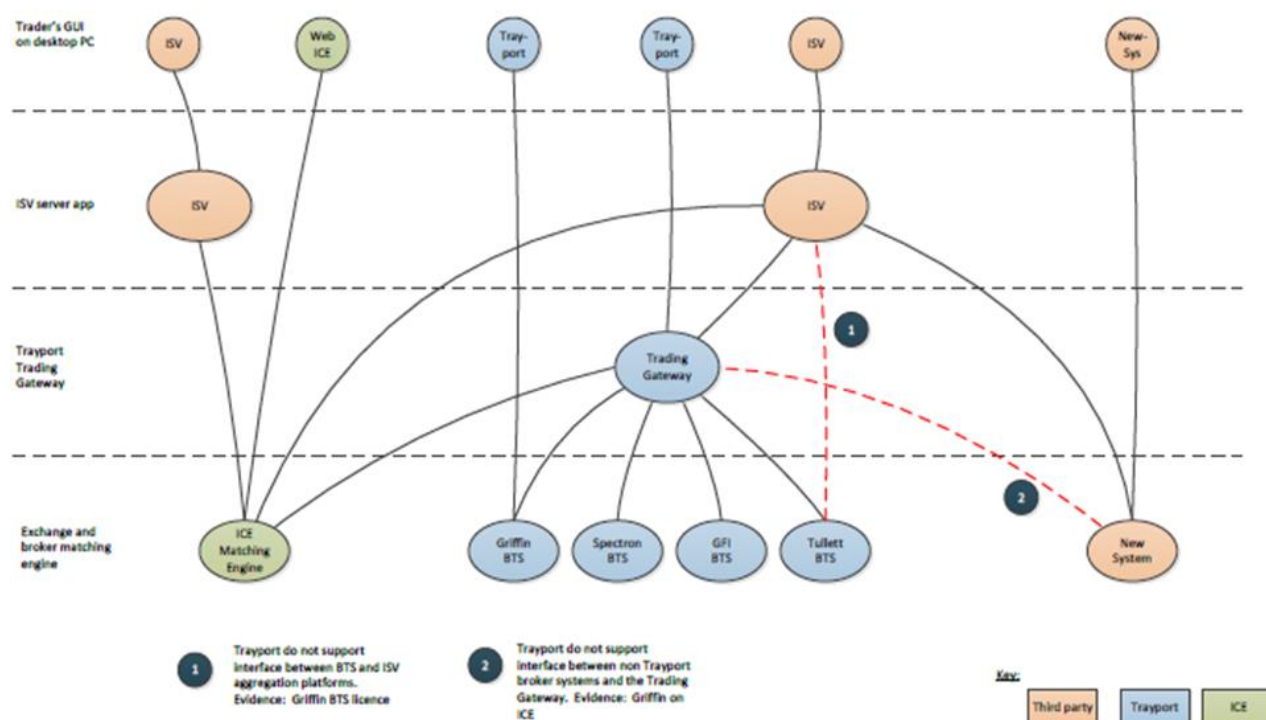 Trader's GUI
on desktop PC
ISV
Web
ICE
Tray-
port
Tray-
port
ISV
New-
Sys
ISV server app
ISV
ISV
Trayport
Trading
Gateway
Trading
Gateway
1
2
Exchange and
broker matching
engine
ICE
Matching
Engine
Griffin
BTS
Spectron
BTS
GFI
BTS
Tullett
BTS
New
System
1
Trayport do not support
interface between BTS and ISV
aggregation platforms.
Evidence: Griffin BTS licence
2
Trayport do not support
interface between non Trayport
broker systems and the Trading
Gateway. Evidence: Griffin on
ICE
Key:
Third party
Trayport
ICE